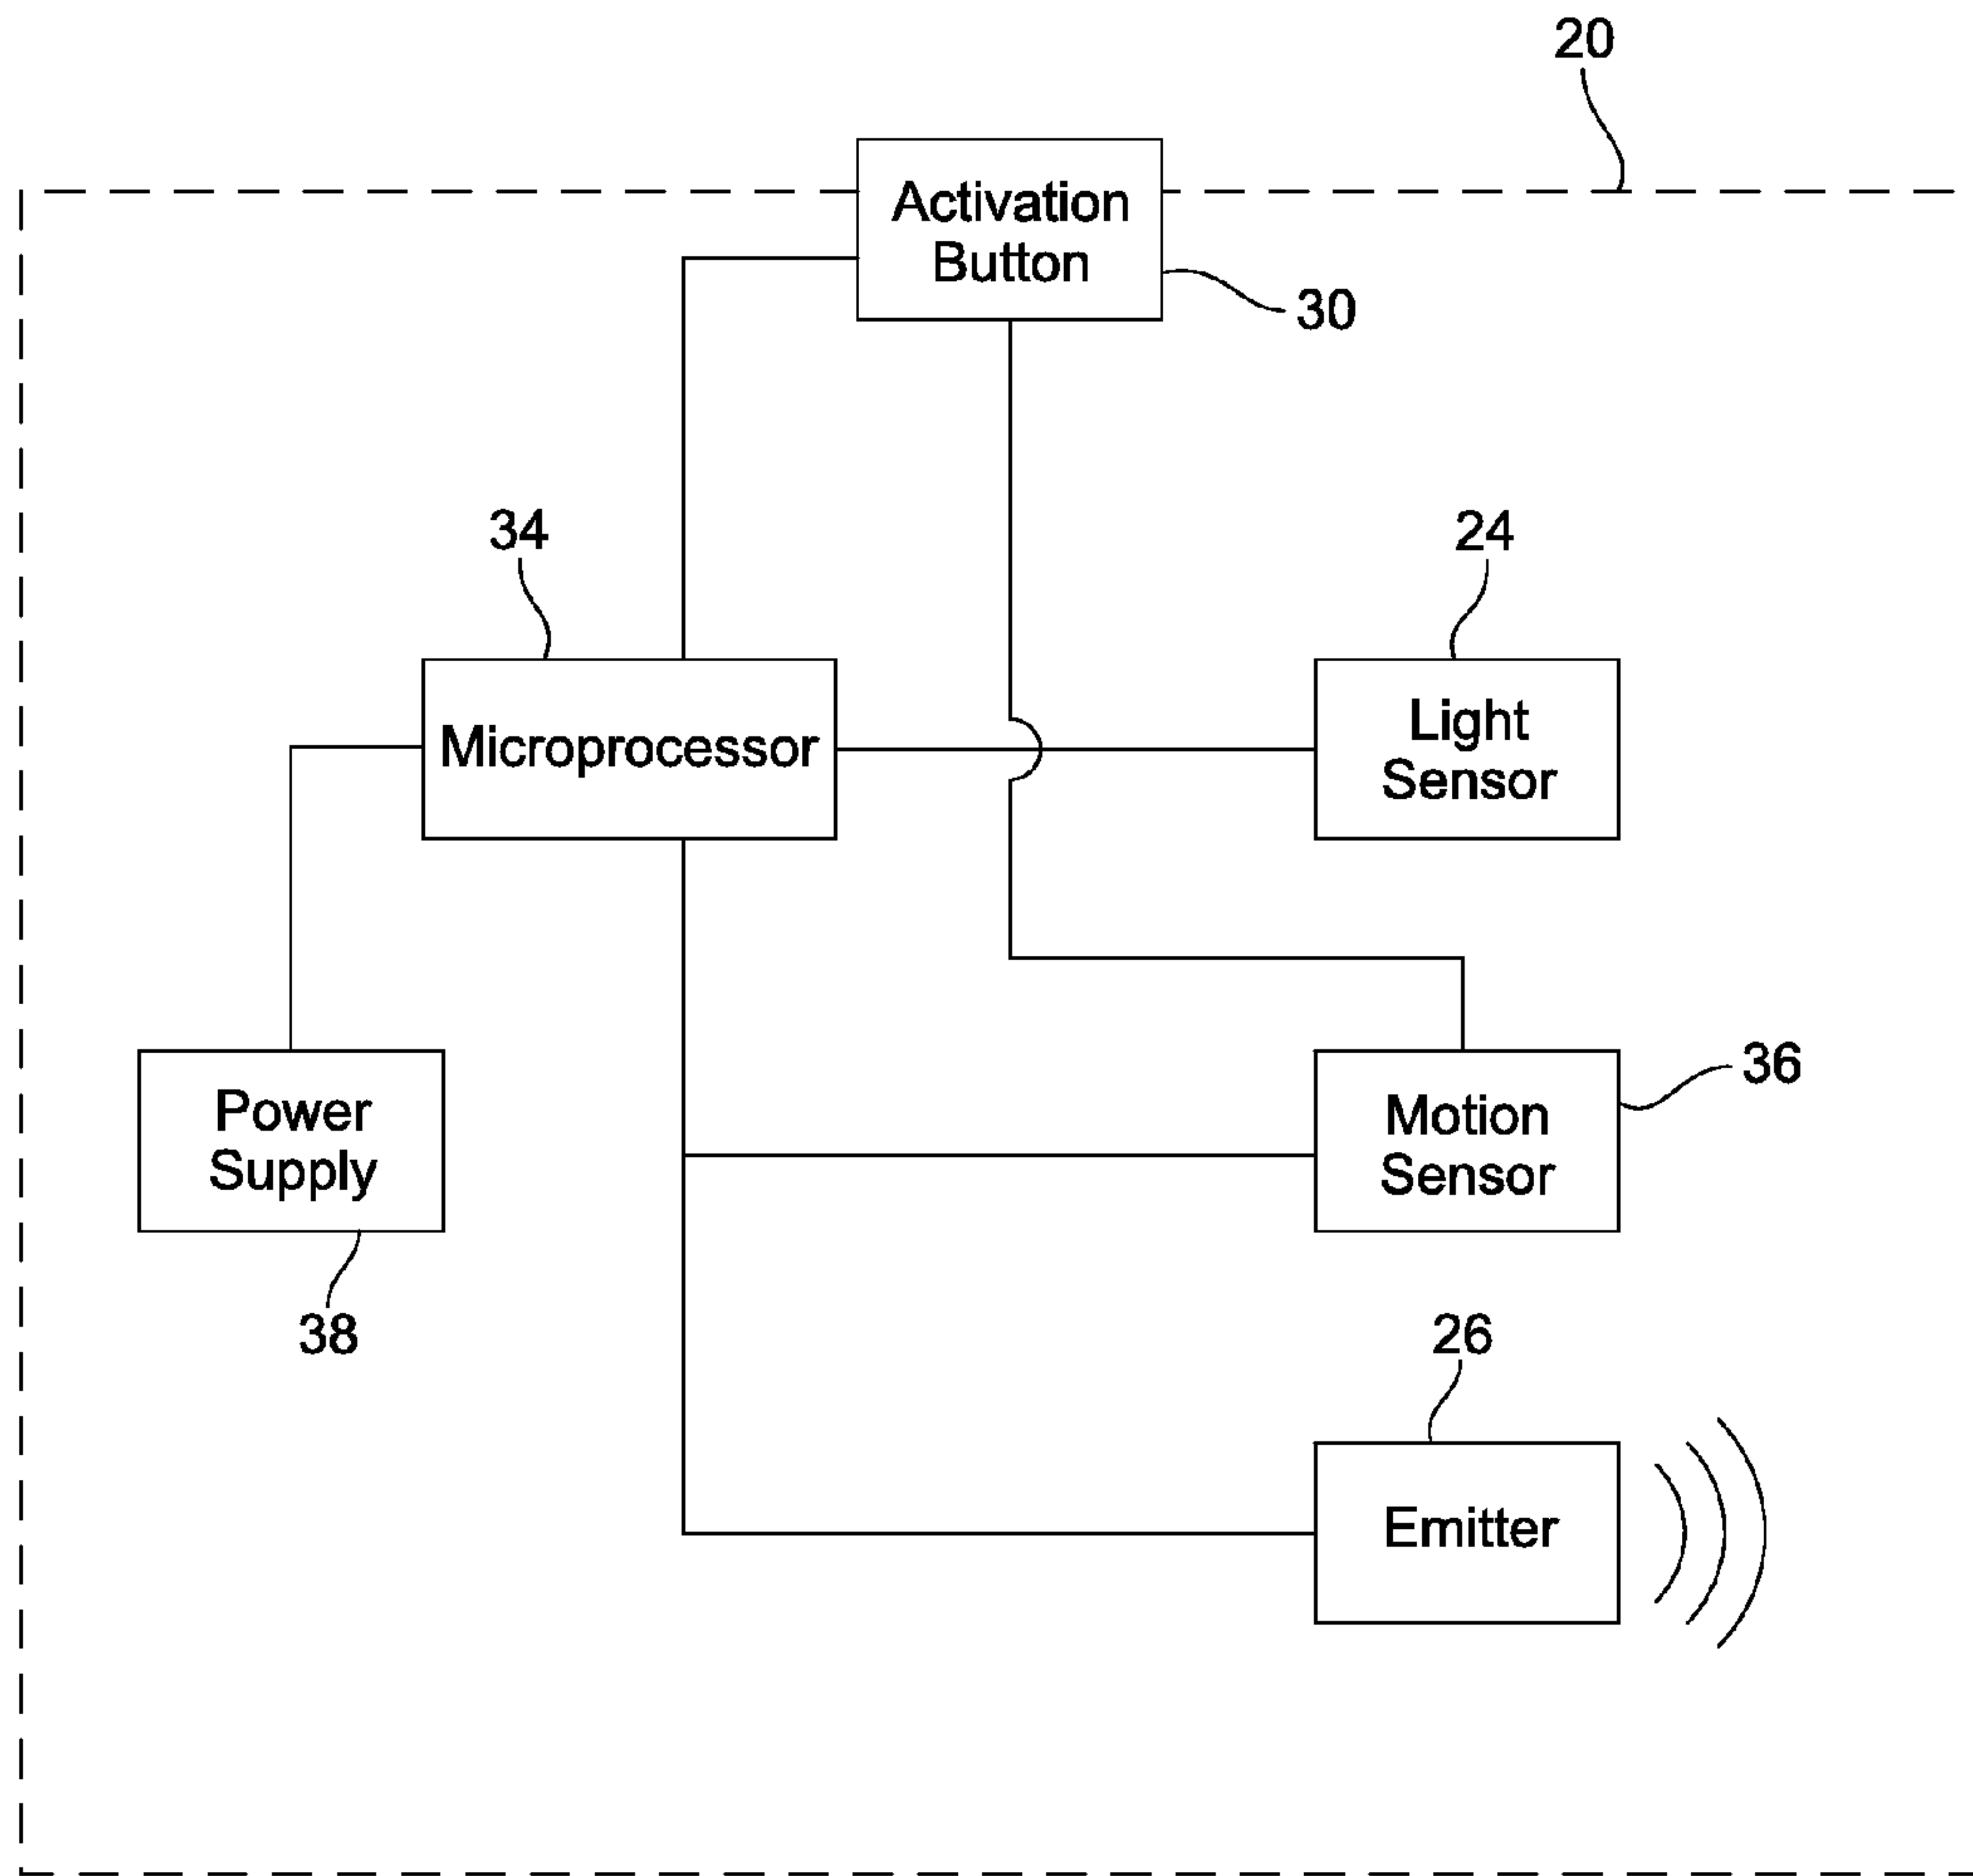 20
Activation
Button
30
34
24
Microprocessor
Light
Sensor
36
Power
Supply
Motion
Sensor
38
26
Emitter